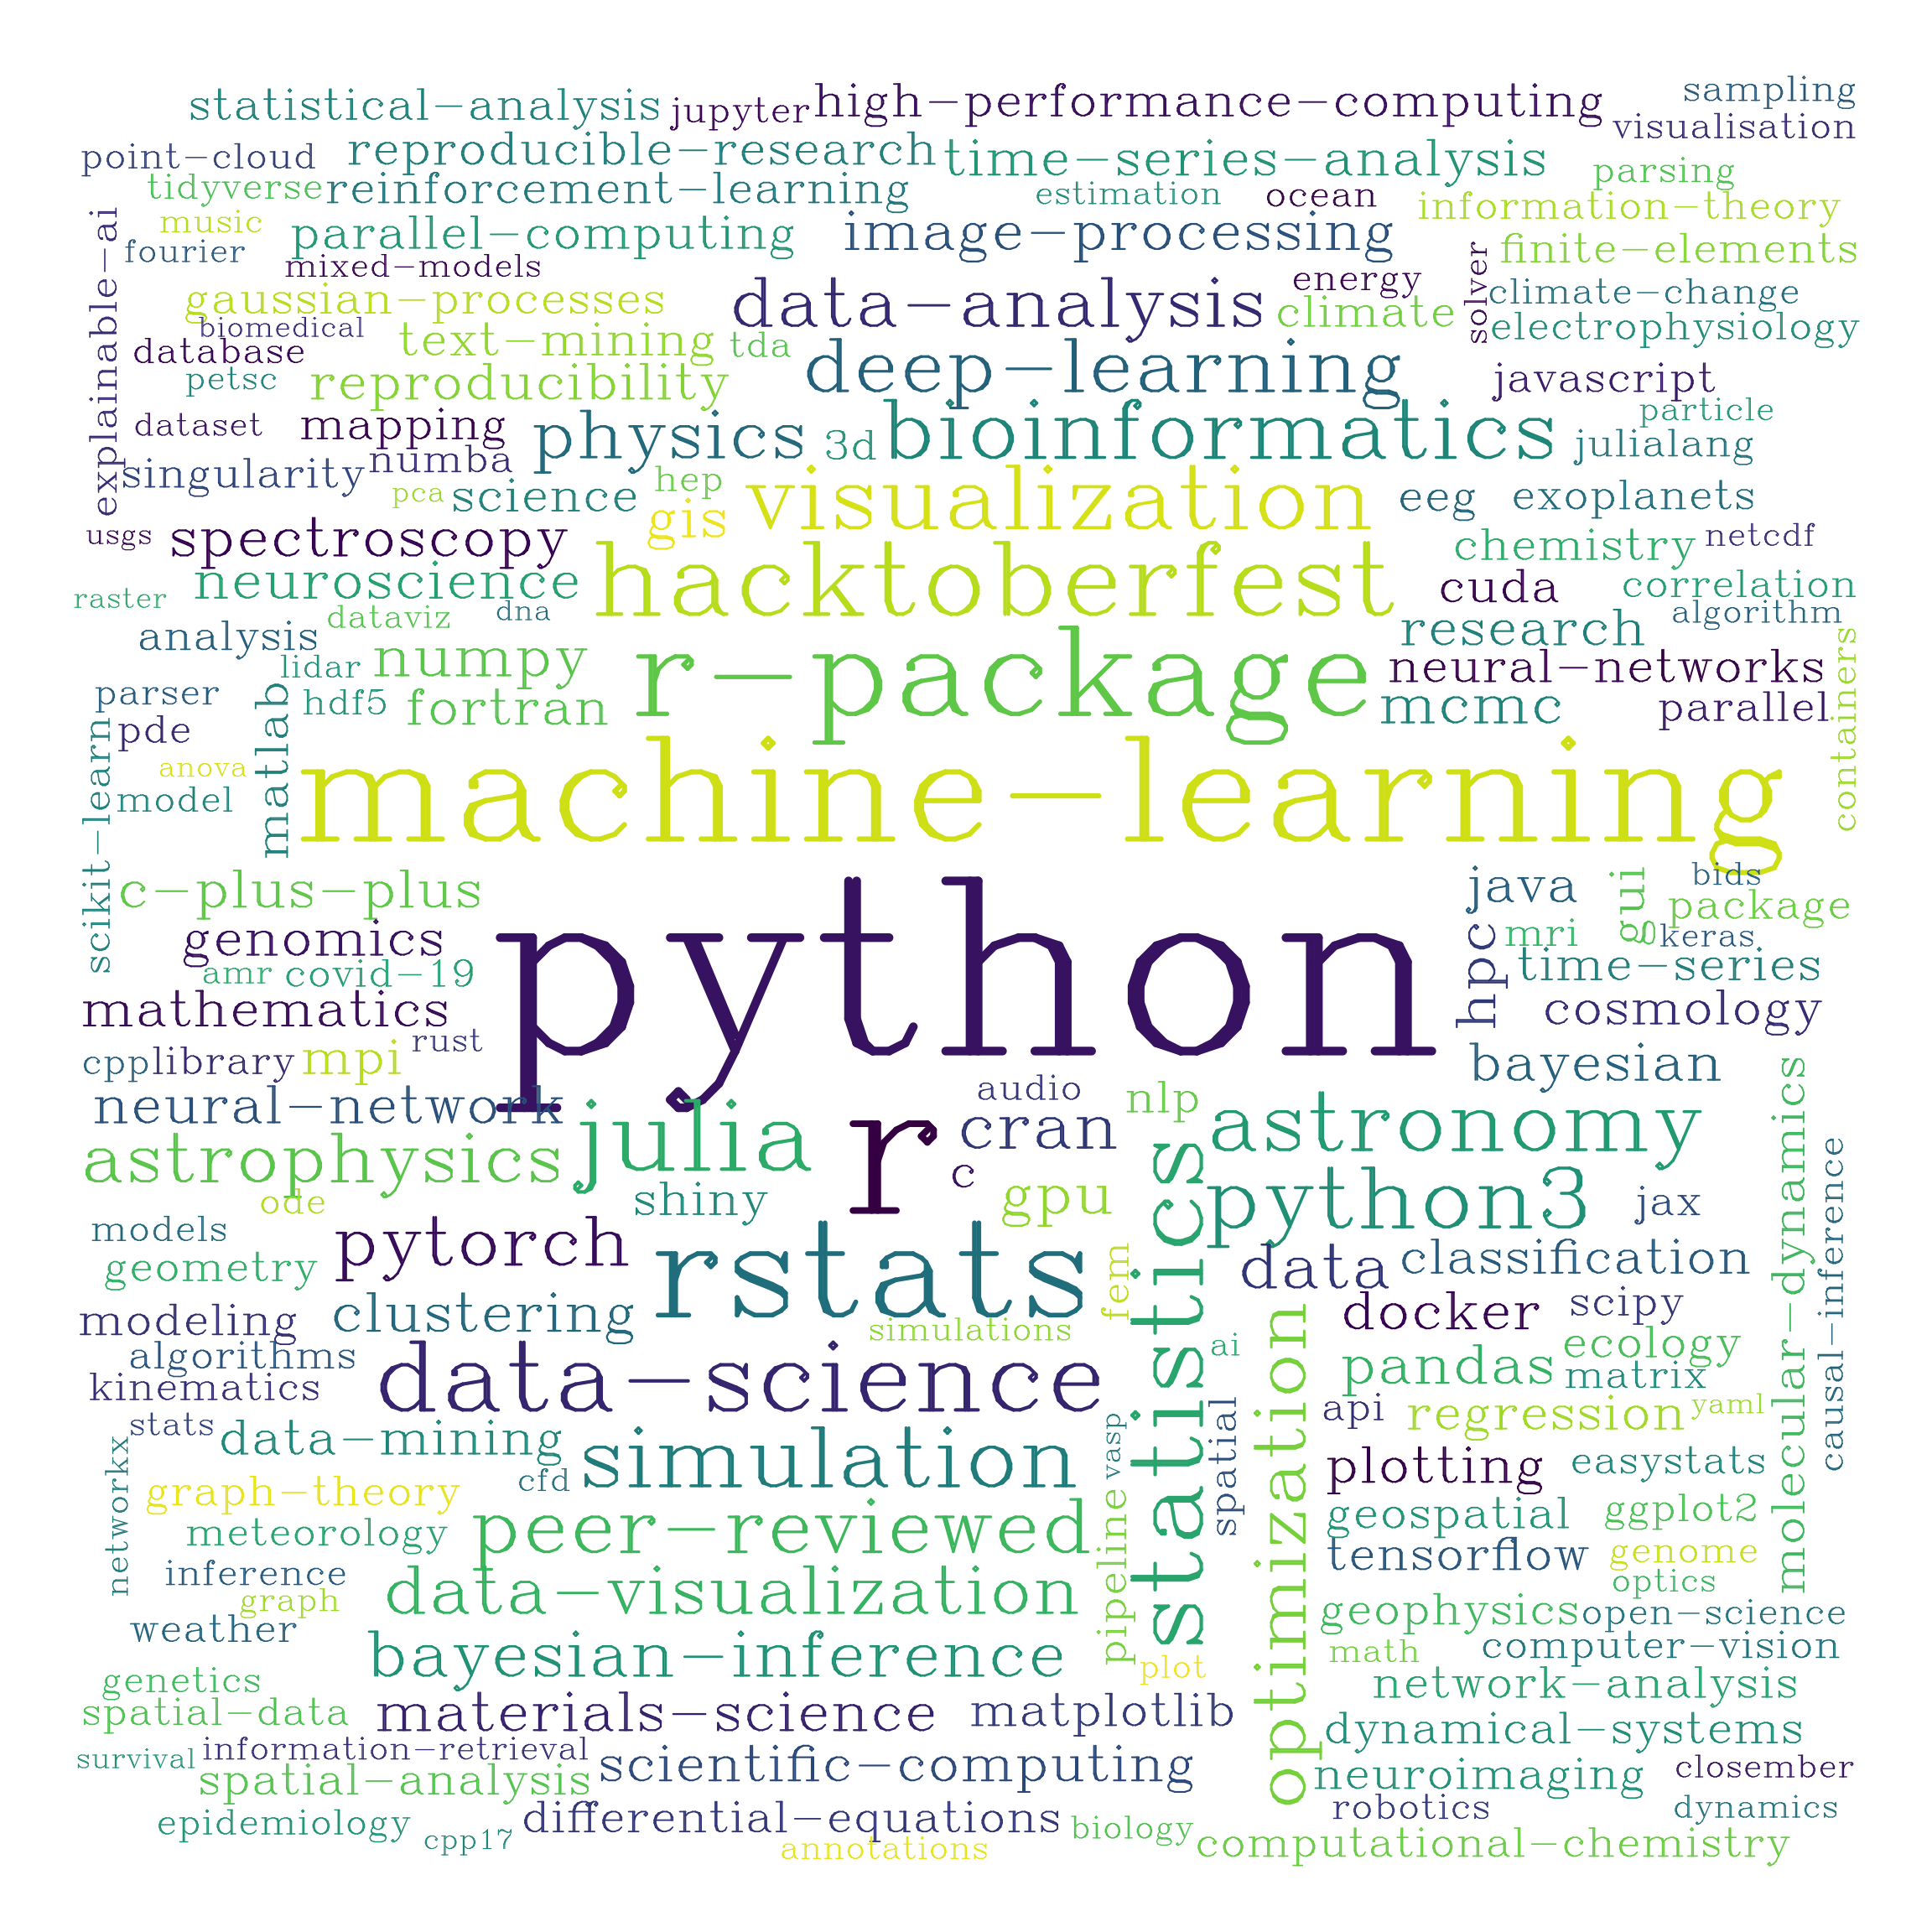 statistical-analysis jupyter high-performance-computing sampling
visualisation
point-cloud reproducible-research time-series-analysis parsing
tidyverse reinforcement-learning estimation ocean information-theory
music parallel-computing image-processing finite-elements
explainable-ai fourier mixed-models energy solver climate-change
gaussian-processes data-analysis climate electrophysiology
biomedical text-mining tda
database deep-learning javascript
petsc reproducibility particle
dataset mapping physics 3d bioinformatics julialang
singularity numba hep visualization
pca science gis eeg exoplanets
usgs spectroscopy hacktoberfest chemistry netcdf
neuroscience cuda correlation
raster dataviz dna algorithm
analysis r-package research containers
lidar numpy neural-networks
parser hdf5 fortran mcmc parallel
pde matlab
scikit-learn anova machine-learning
model
c-plus-plus python java gui bids
package
genomics hpc mri keras
amr covid-19 time-series
mathematics cosmology
cpp library mpi rust bayesian
neural-network audio nlp molecular-dynamics
julia r cran astronomy
astrophysics c statistics causal-inference
ode shiny gpu python3 jax
models pytorch rstats
geometry fem data classification
modeling clustering optimization docker scipy
algorithms simulations ai ecology
kinematics data-science pandas matrix
stats spatial api regression yaml
data-mining simulation vasp plotting easystats
networkx graph-theory cfd pipeline geospatial ggplot2
meteorology peer-reviewed
inference tensorflow genome
graph data-visualization optics
weather geophysics open-science
genetics bayesian-inference plot math computer-vision
spatial-data materials-science matplotlib network-analysis
dynamical-systems
survival information-retrieval scientific-computing closember
spatial-analysis neuroimaging
epidemiology cpp17 differential-equations biology robotics dynamics
annotations computational-chemistry